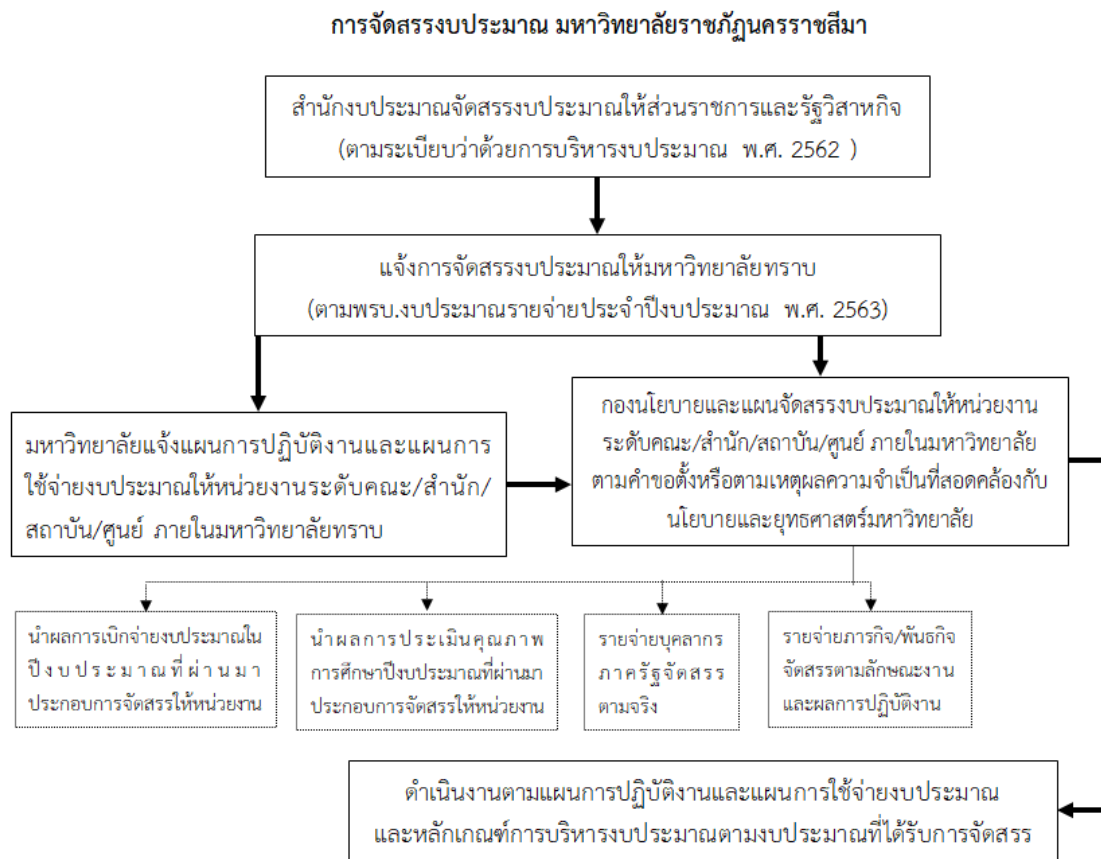 การจัดสรรงบประมาณ มหาวิทยาลัยราชภัฏนครราชสีมา
สำนักงบประมาณจัดสรรงบประมาณให้ส่วนราชการและรัฐวิสาหกิจ
(ตามระเบียบว่าด้วยการบริหารงบประมาณ พ.ศ. 2562 )
แจ้งการจัดสรรงบประมาณให้มหาวิทยาลัยทราบ
(ตามพรบ.งบประมาณรายจ่ายประจำปีงบประมาณ พ.ศ. 2563)
มหาวิทยาลัยแจ้งแผนการปฏิบัติงานและแผนการ
ใช้จ่ายงบประมาณให้หน่วยงานระดับคณะ/สำนัก/
สถาบัน/ศูนย์ ภายในมหาวิทยาลัยทราบ
กองนโยบายและแผนจัดสรรงบประมาณให้หน่วยงาน
ระดับคณะ/สำนัก/สถาบัน/ศูนย์ ภายในมหาวิทยาลัย
ตามคำขอตั้งหรือตามเหตุผลความจำเป็นที่สอดคล้องกับ
นโยบายและยุทธศาสตร์มหาวิทยาลัย
นำผลการเบิกจ่ายงบประมาณใน
ปีงบประมาณที่ผ่านมา
ประกอบการจัดสรรให้หน่วยงาน
นำผลการประเมินคุณภาพ
การศึกษาปีงบประมาณที่ผ่านมา
ประกอบการจัดสรรให้หน่วยงาน
รายจ่ายบุคลากร
ภาครัฐจัดสรร
ตามจริง
รายจ่ายภารกิจ/พันธกิจ
จัดสรรตามลักษณะงาน
และผลการปฏิบัติงาน
ดำเนินงานตามแผนการปฏิบัติงานและแผนการใช้จ่ายงบประมาณ
และหลักเกณฑ์การบริหารงบประมาณตามงบประมาณที่ได้รับการจัดสรร